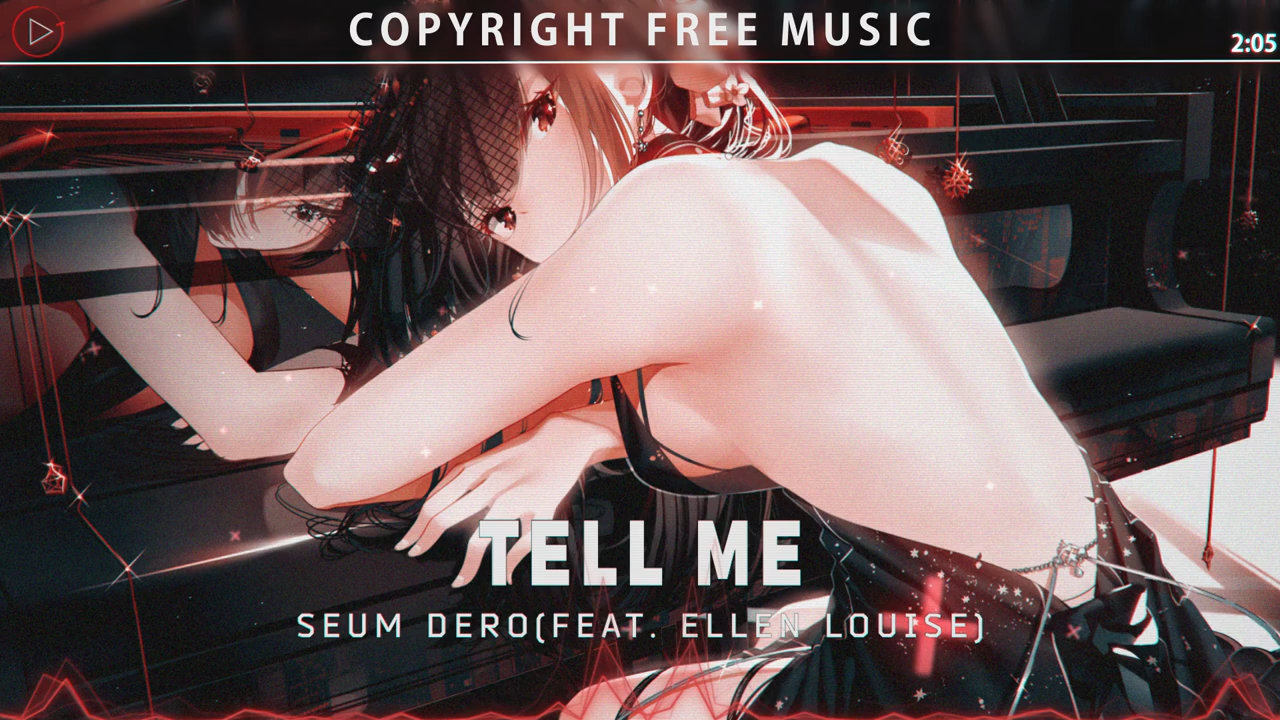 COPYRIGHT FREE MUSIC
2:05
TELL ME
SEUM DERO(FEAT. ELLEN LOUISE)